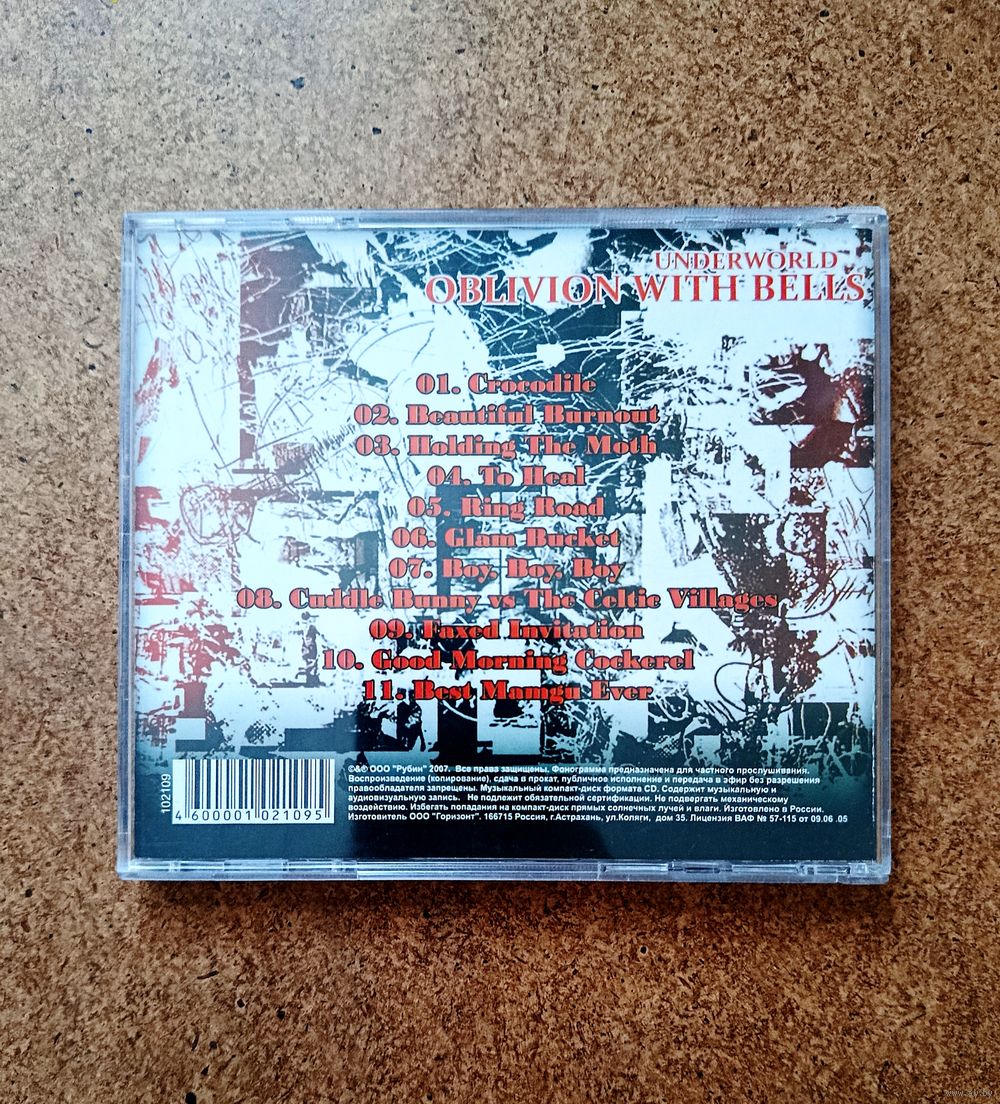 UNDERWORLD
OBLIVION WITH BELLS
01. Crocodile
02. Beautiful Burnout
03. Holding The Moth
04. To Heal
05. Ring Road
06. Glam Bucket
07. Boy, Boy, Boy
08. Cuddle Bunny vs The Celtic Villages
09. Faxed Invitation
10. Good Morning Cockerel
11. Best Mamgu Ever
102109
4 600001 021095
©&℗ ООО "Рубин" 2007. Все права защищены. Фонограмма предназначена для частного прослушивания.
Воспроизведение (копирование), сдача в прокат, публичное исполнение и передача в эфир без разрешения
правообладателя запрещены. Музыкальный компакт-диск формата CD. Содержит музыкальную и
аудиовизуальную запись. Не подлежит обязательной сертификации. Не подвергать механическому
воздействию. Избегать попадания на компакт-диск прямых солнечных лучей и влаги. Изготовлено в России.
Изготовитель ООО "Горизонт". 166715 Россия, г.Астрахань, ул.Коляги, дом 35. Лицензия ВАФ № 57-115 от 09.06 .05